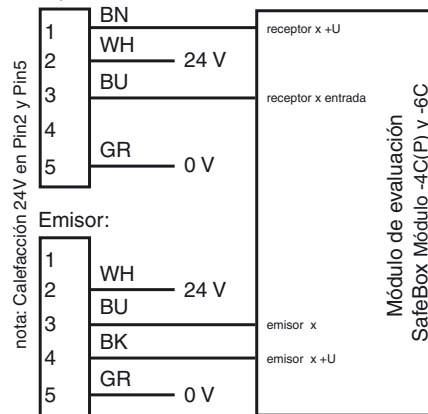 BN
1
receptor x +U
WH
2
24 V
BU
3
receptor x entrada
4
GR
5
0 V
Emisor:
1
WH
2
24 V
BU
3
emisor x
BK
4
emisor x +U
GR
5
0 V
nota: Calefacción 24V en Pin2 y Pin5
Módulo de evaluación
SafeBox Módulo -4C(P) y -6C